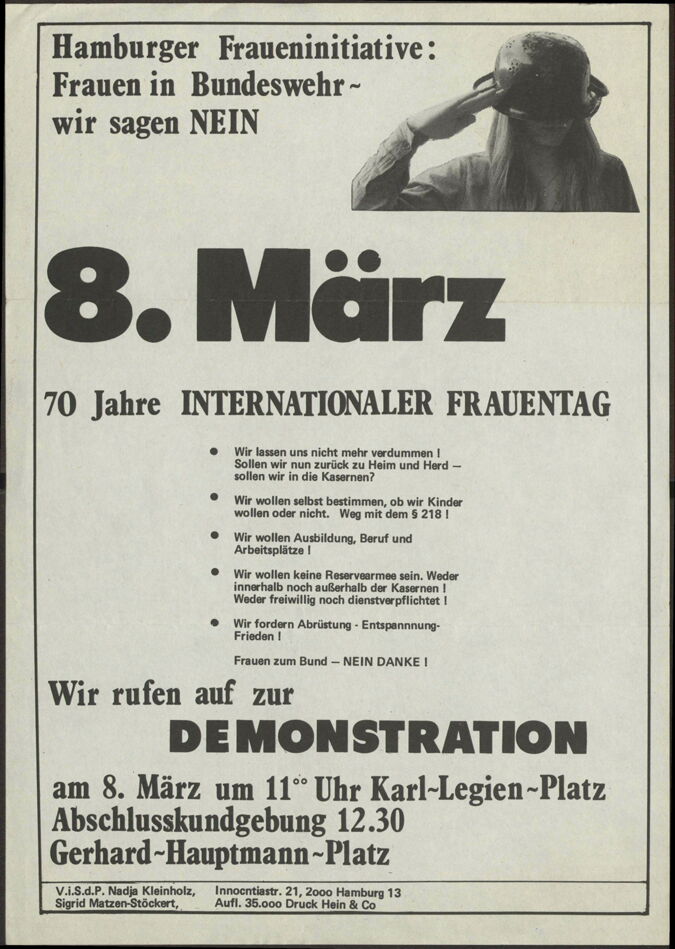 Hamburger Fraueninitiative:
Frauen in Bundeswehr~
wir sagen NEIN
8. März
70 Jahre INTERNATIONALER FRAUENTAG
● Wir lassen uns nicht mehr verdummen !
Sollen wir nun zurück zu Heim und Herd —
sollen wir in die Kasernen?
● Wir wollen selbst bestimmen, ob wir Kinder
wollen oder nicht. Weg mit dem § 218 !
● Wir wollen Ausbildung, Beruf und
Arbeitsplätze !
● Wir wollen keine Reservearmee sein. Weder
innerhalb noch außerhalb der Kasernen !
Weder freiwillig noch dienstverpflichtet !
● Wir fordern Abrüstung - Entspannnung-
Frieden !
Frauen zum Bund — NEIN DANKE !
Wir rufen auf zur
DEMONSTRATION
am 8. März um 11°° Uhr Karl~Legien~Platz
Abschlusskundgebung 12.30
Gerhard~Hauptmann~Platz
V.i.S.d.P. Nadja Kleinholz, Innocntiastr. 21, 2ooo Hamburg 13
Sigrid Matzen-Stöckert, Aufl. 35.ooo Druck Hein & Co